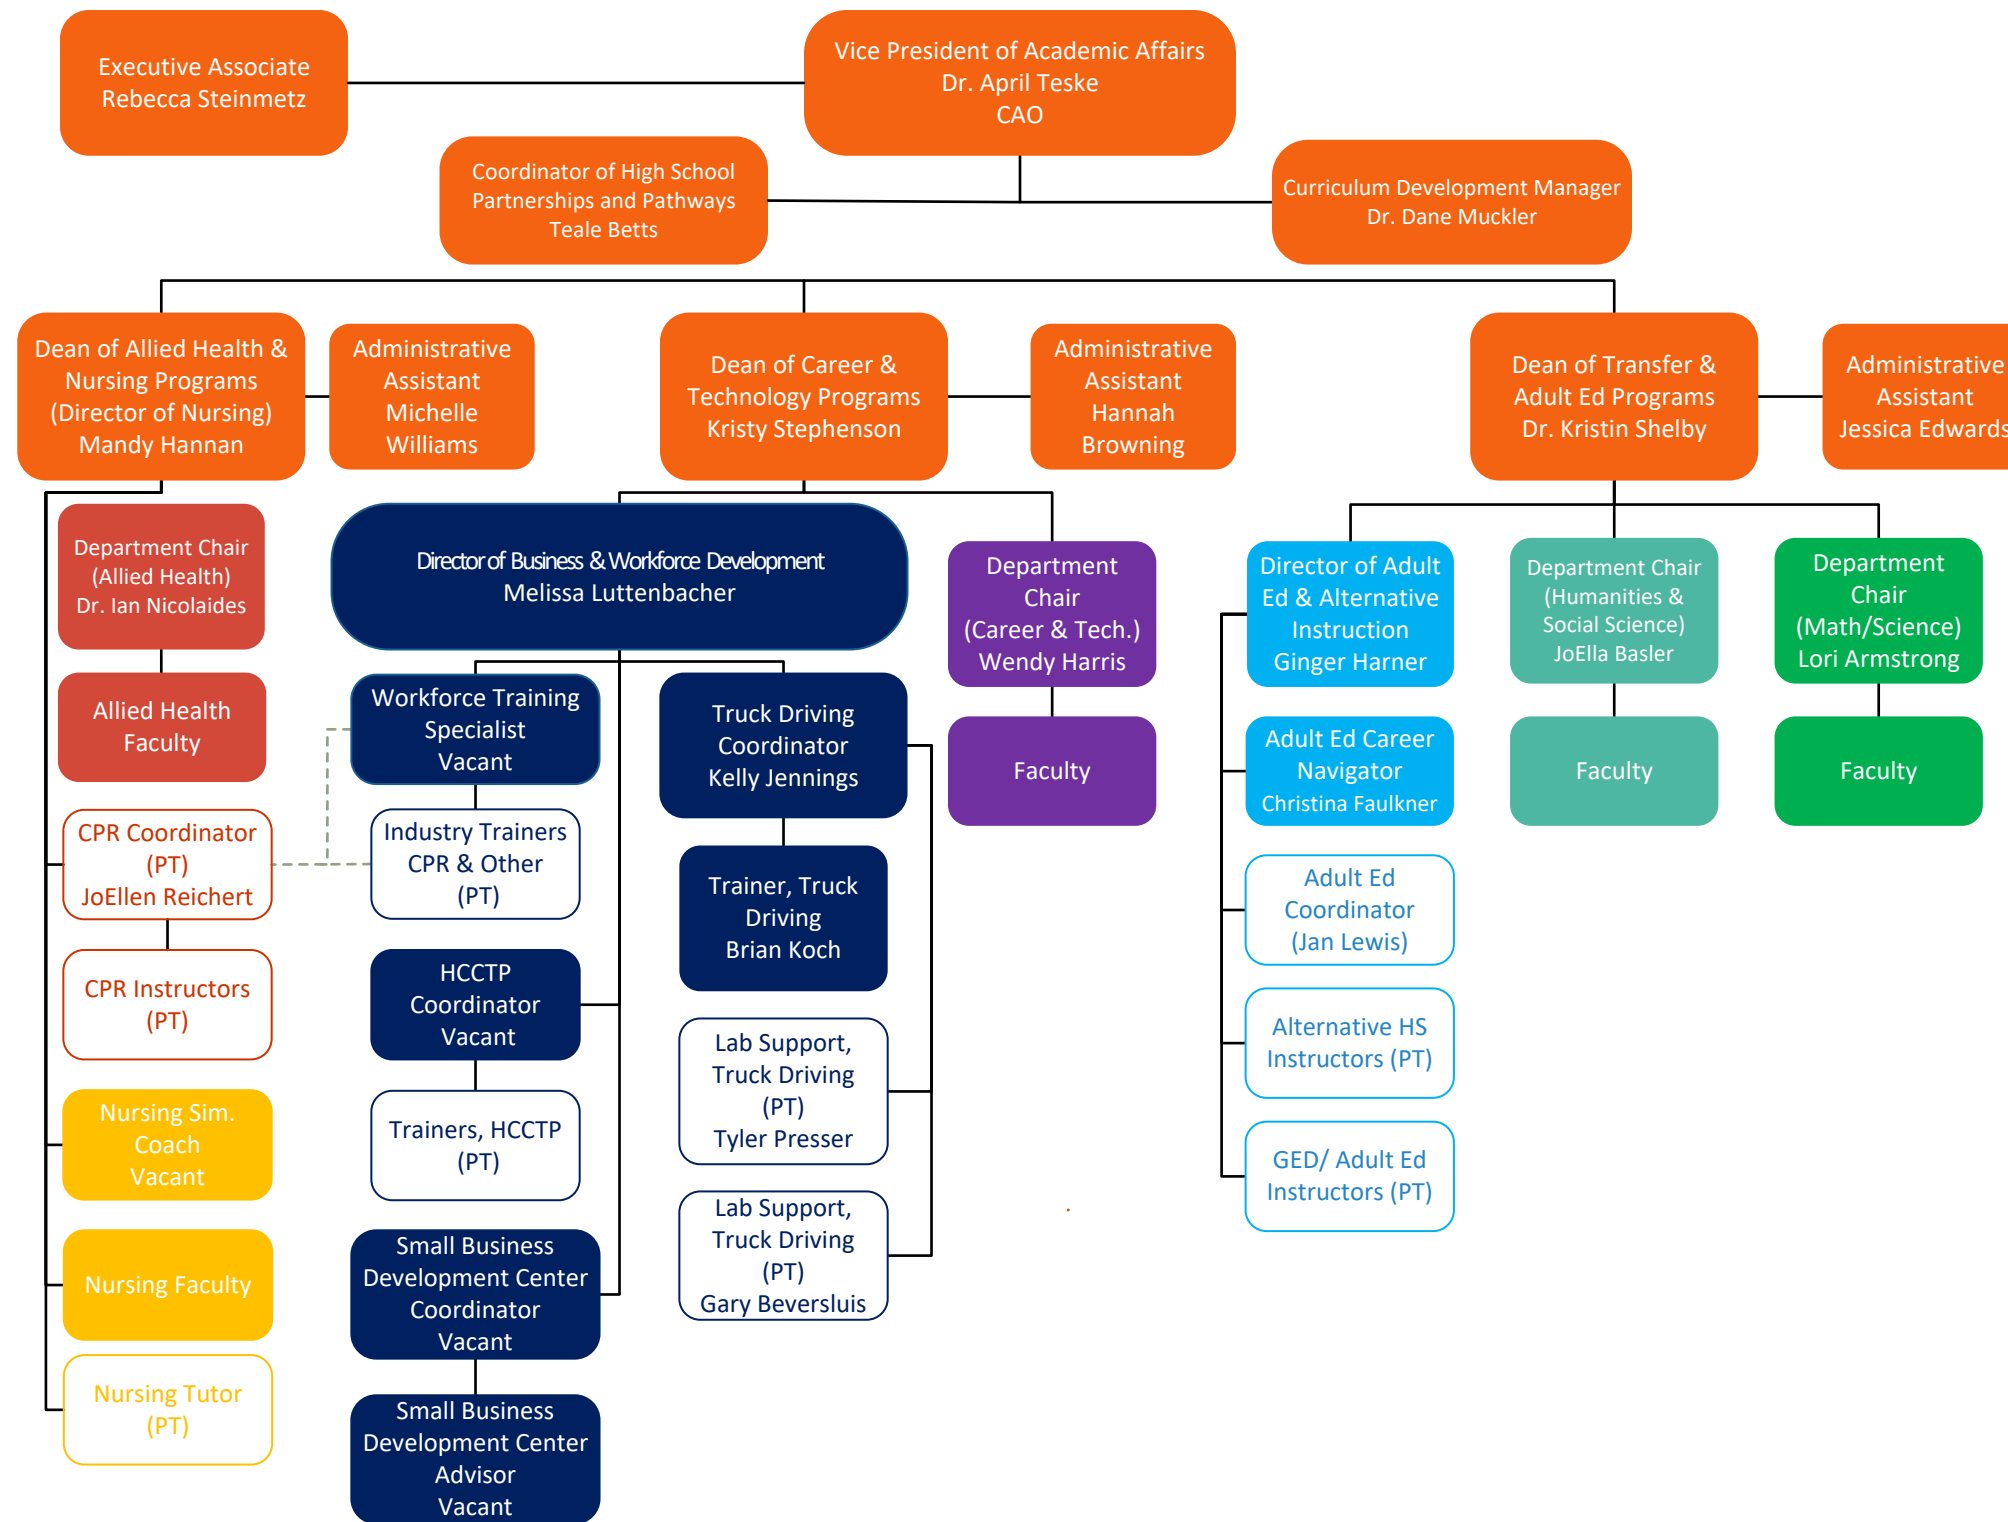 Executive Associate
Rebecca Steinmetz
Vice President of Academic Affairs
Dr. April Teske
CAO
Coordinator of High School
Partnerships and Pathways
Teale Betts
Curriculum Development Manager
Dr. Dane Muckler
Dean of Allied Health &
Nursing Programs
(Director of Nursing)
Mandy Hannan
Administrative
Assistant
Michelle
Williams
Dean of Career &
Technology Programs
Kristy Stephenson
Administrative
Assistant
Hannah
Browning
Dean of Transfer &
Adult Ed Programs
Dr. Kristin Shelby
Administrative
Assistant
Jessica Edwards
Department Chair
(Allied Health)
Dr. Ian Nicolaides
Allied Health
Faculty
CPR Coordinator
(PT)
JoEllen Reichert
CPR Instructors
(PT)
Nursing Sim.
Coach
Vacant
Nursing Faculty
Nursing Tutor
(PT)
Director of Business & Workforce Development
Melissa Luttenbacher
Workforce Training
Specialist
Vacant
Industry Trainers
CPR & Other
(PT)
HCCTP
Coordinator
Vacant
Trainers, HCCTP
(PT)
Small Business
Development Center
Coordinator
Vacant
Small Business
Development Center
Advisor
Vacant
Truck Driving
Coordinator
Kelly Jennings
Trainer, Truck
Driving
Brian Koch
Lab Support,
Truck Driving
(PT)
Tyler Presser
Lab Support,
Truck Driving
(PT)
Gary Beversluis
Department
Chair
(Career & Tech.)
Wendy Harris
Faculty
Director of Adult
Ed & Alternative
Instruction
Ginger Harner
Adult Ed Career
Navigator
Christina Faulkner
Adult Ed
Coordinator
(Jan Lewis)
Alternative HS
Instructors (PT)
GED/ Adult Ed
Instructors (PT)
Department Chair
(Humanities &
Social Science)
JoElla Basler
Faculty
Department
Chair
(Math/Science)
Lori Armstrong
Faculty